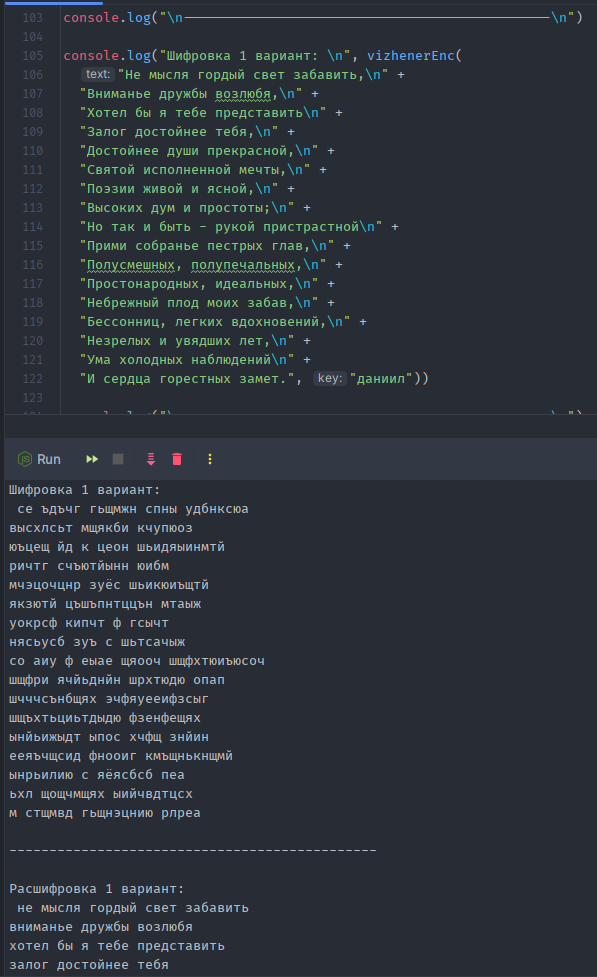 103 console.log("\n——————————————————————————————\n")
104
105 console.log("Шифровка 1 вариант: \n", vizhenerEnc(
106 text: "Не мысля гордый свет забавить,\n" +
107 "Вниманье дружбы возлюбя,\n" +
108 "Хотел бы я тебе представить\n" +
109 "Залог достойнее тебя,\n" +
110 "Достойнее души прекрасной,\n" +
111 "Святой исполненной мечты,\n" +
112 "Поэзии живой и ясной,\n" +
113 "Высоких дум и простоты;\n" +
114 "Но так и быть - рукой пристрастной\n" +
115 "Прими собранье пестрых глав,\n" +
116 "Полусмешных, полупечальных,\n" +
117 "Простонародных, идеальных,\n" +
118 "Небрежный плод моих забав,\n" +
119 "Бессонниц, легких вдохновений,\n" +
120 "Незрелых и увядших лет,\n" +
121 "Ума холодных наблюдений\n" +
122 "И сердца горестных замет.", key: "даниил"))
123
Run
Шифровка 1 вариант:
се ъдъчг гьщмжн спны удбнксюа
высхлсьт мщякби кчупюоз
юъцещ йд к цеон шьидяыинмтй
ричтг счъютйынн юибм
мчэцочцнр зуёс шьикюиъщтй
якзютй цъшъпнтццън мтаыж
уокрсф кипчт ф гсычт
нясьусб зуъ с шьтсачыж
со аиу ф еыае щяооч шщфхтюиъюсоч
шщфри ячйьднйн шрхтюдю опап
шчччсънбщях эчфяуееифзсыг
шщъхтьциьтдыдю фзенфещях
ынйьижыдт ыпос хчфщ знйин
ееяъчщсид фнооиг кмъщнькнщмй
ынрьилию с яёясбсб пеа
ьхл щощчмщях ыийчвдтцсх
м стщмвд гьщнэцнию рлреа
----------------------------------------------
Расшифровка 1 вариант:
не мысля гордый свет забавить
вниманье дружбы возлюбя
хотел бы я тебе представить
залог достойнее тебя